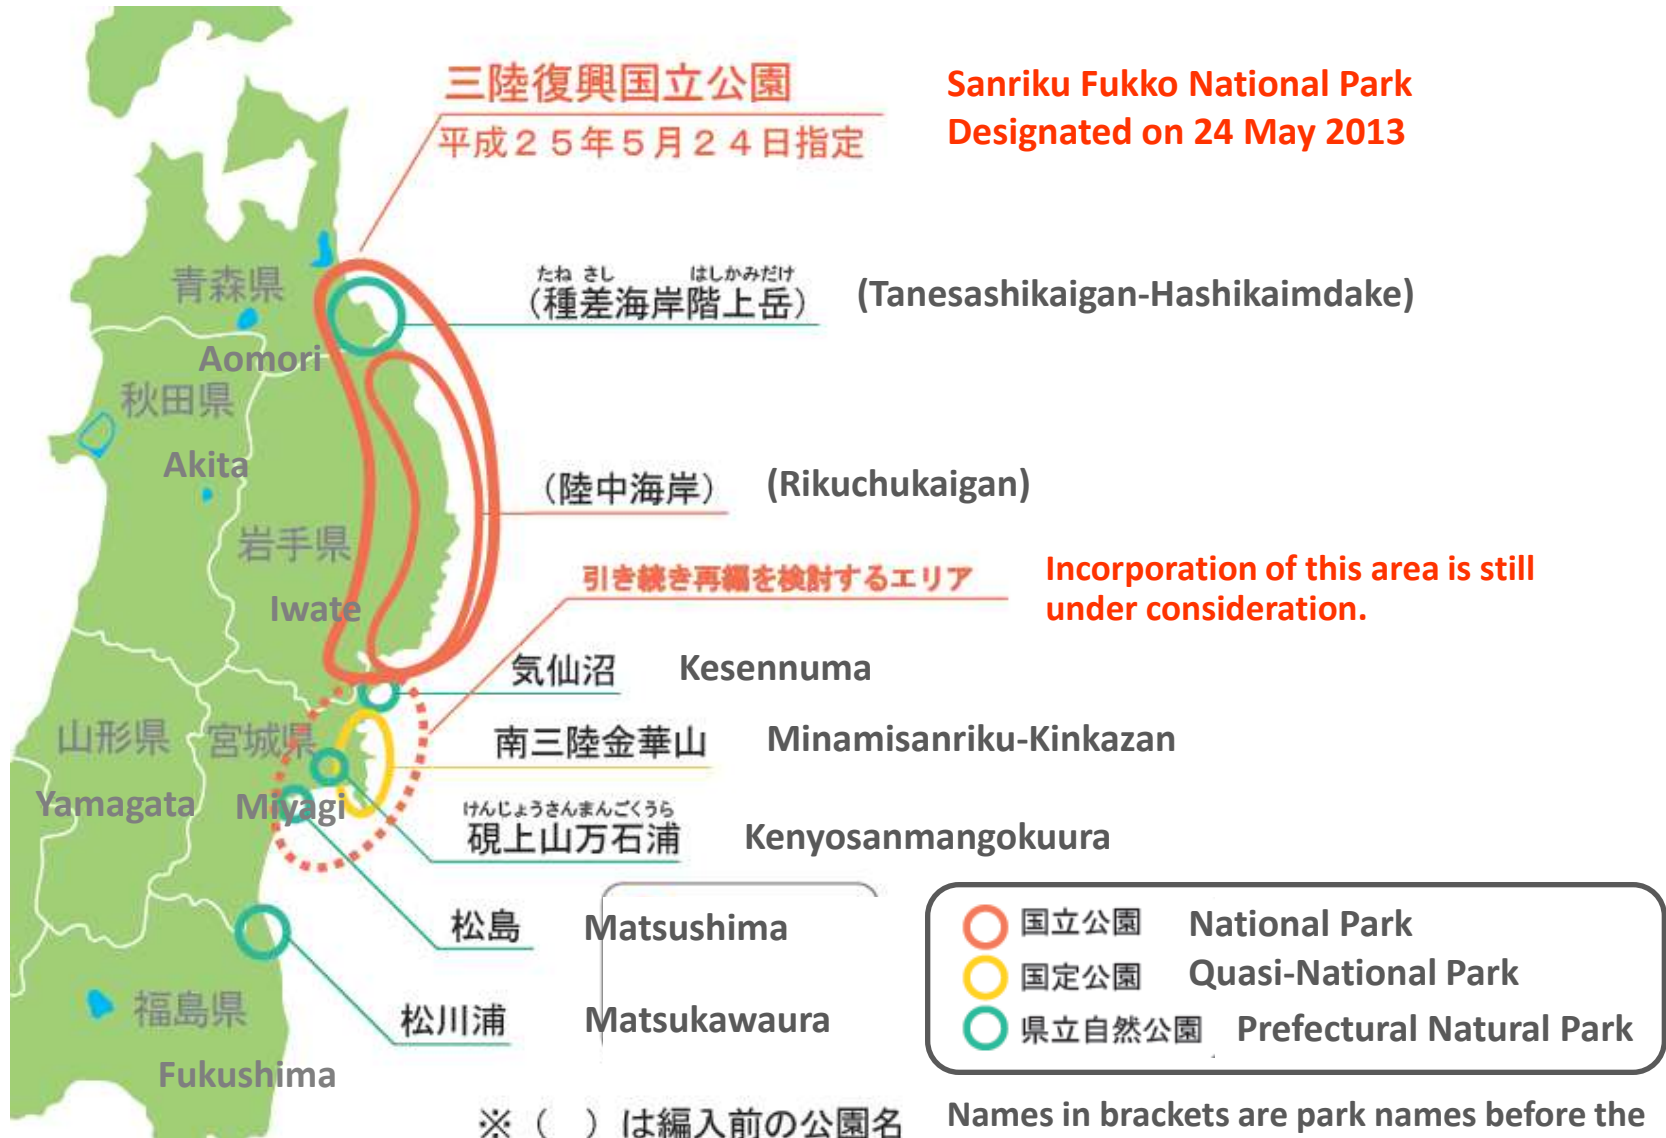 三陸復興国立公園
Sanriku Fukko National Park
平成２５年５月２４日指定
Designated on 24 May 2013
たね さし はしかみだけ
（種差海岸階上岳）
(Tanesashikaigan-Hashikaimdake)
青森県
Aomori
秋田県
Akita
（陸中海岸）
(Rikuchukaigan)
岩手県
Iwate
引き続き再編を検討するエリア
Incorporation of this area is still
under consideration.
気仙沼
Kesennuma
山形県
宮城県
南三陸金華山
Minamisanriku-Kinkazan
Yamagata
Miyagi
けんじょうさんまんごくうら
硯上山万石浦
Kenyosanmangokuura
松島
Matsushima
松川浦
Matsukawaura
福島県
Fukushima
国立公園
National Park
国定公園
Quasi-National Park
県立自然公園
Prefectural Natural Park
※（　）は編入前の公園名
Names in brackets are park names before the